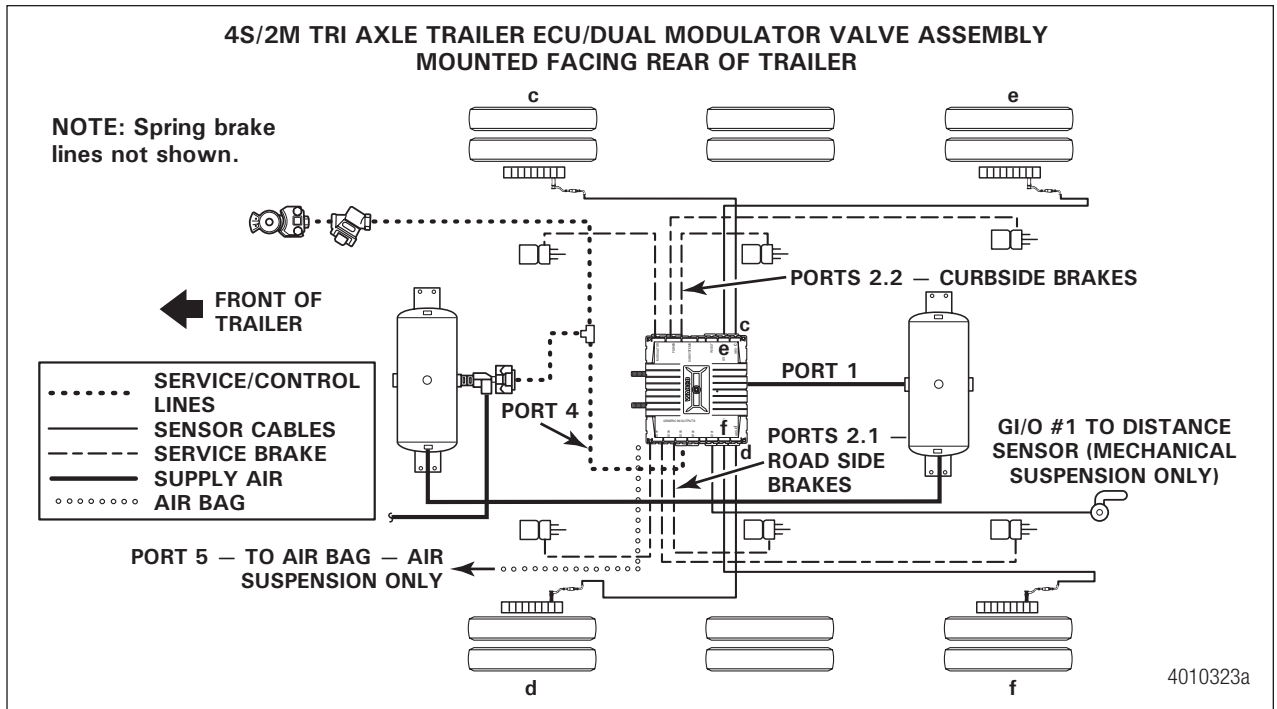 4S/2M TRI AXLE TRAILER ECU/DUAL MODULATOR VALVE ASSEMBLY
MOUNTED FACING REAR OF TRAILER
c
e
NOTE: Spring brake
lines not shown.
PORTS 2.2 — CURBSIDE BRAKES
FRONT OF
TRAILER
c
e
PORT 1
SERVICE/CONTROL
LINES
SENSOR CABLES
SERVICE BRAKE
SUPPLY AIR
AIR BAG
PORT 4
f
d
PORTS 2.1 —
ROAD SIDE
BRAKES
GI/O #1 TO DISTANCE
SENSOR (MECHANICAL
SUSPENSION ONLY)
PORT 5 — TO AIR BAG — AIR
SUSPENSION ONLY
d
f
4010323a